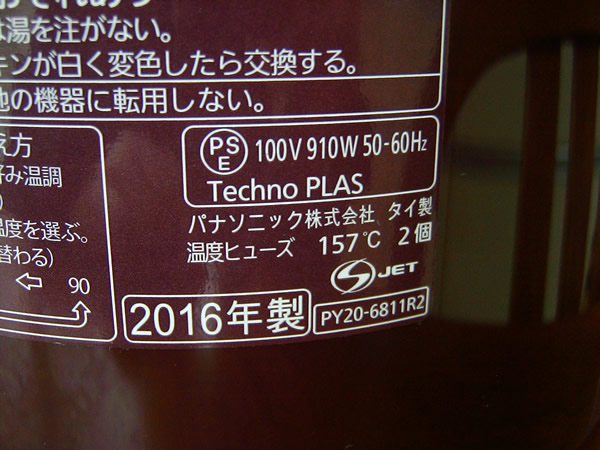 は湯を注がない。
キンが白く変色したら交換する。
他の機器に転用しない。
え方
好み温調
温度を選ぶ。
替わる)
90
PSE 100V 910W 50-60Hz
Techno PLAS
パナソニック株式会社 タイ製
温度ヒューズ 157℃ 2個
S JET
2016年製
PY20-6811R2